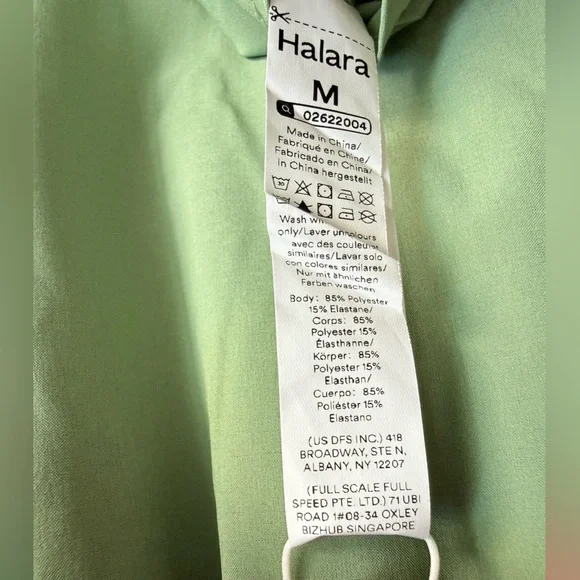 Halara
M
02622004
Made in China/
Fabriqué en Chine/
Fabricado en China/
in China hergestellt
30
Wash
only/Laver
avec des couleurs
similaires/Lavar solo
con colores similares/
Nur mit ähnlichen
Farben waschen
Body: 85% Polyester
15% Elastane/
Corps: 85%
Polyester 15%
Élasthanne/
Körper: 85%
Polyester 15%
Elasthan/
Cuerpo: 85%
Poliéster 15%
Elastano
(US DFS INC.) 418
BROADWAY, STE N,
ALBANY, NY 12207
(FULL SCALE FULL
SPEED PTE. LTD.) 71 UBI
ROAD 1#08-34 OXLEY
BIZHUB SINGAPORE